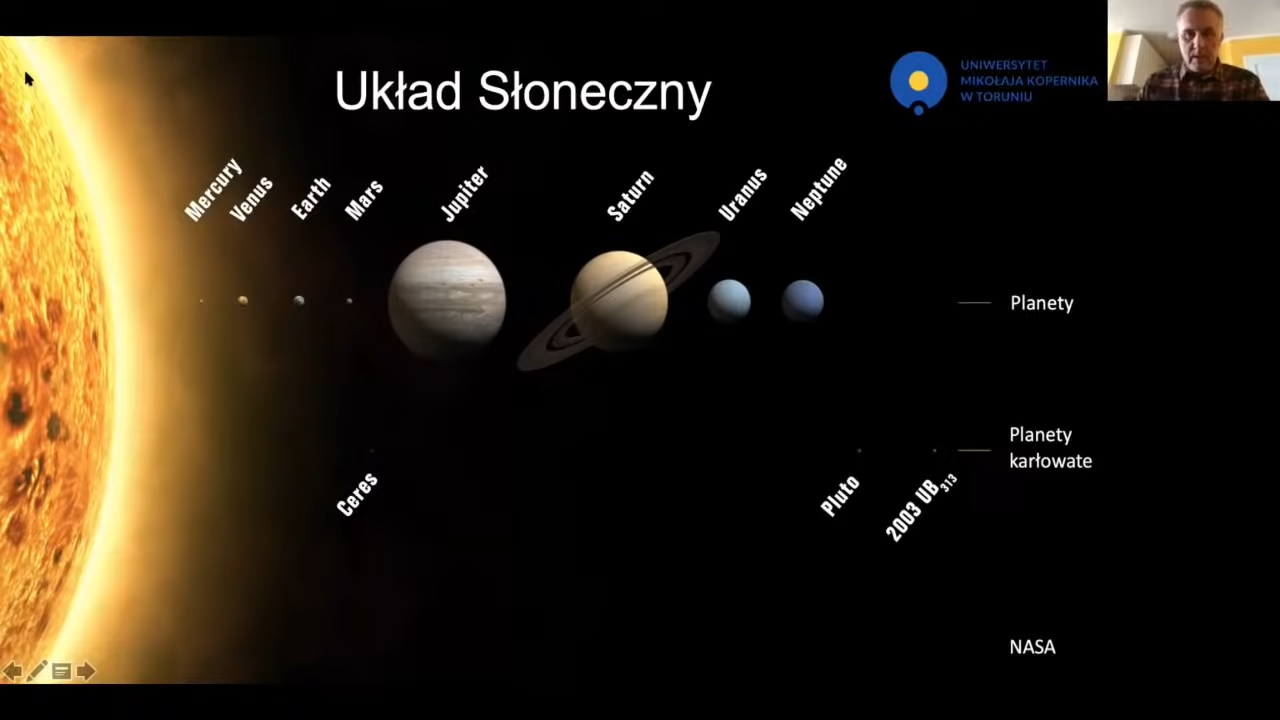 Układ Słoneczny
UNIWERSYTET
MIKOŁAJA KOPERNIKA
W TORUNIU
Mercury
Venus
Earth
Mars
Jupiter
Saturn
Uranus
Neptune
Planety
Planety
karłowate
Ceres
Pluto
2003 UB₃₁₃
NASA